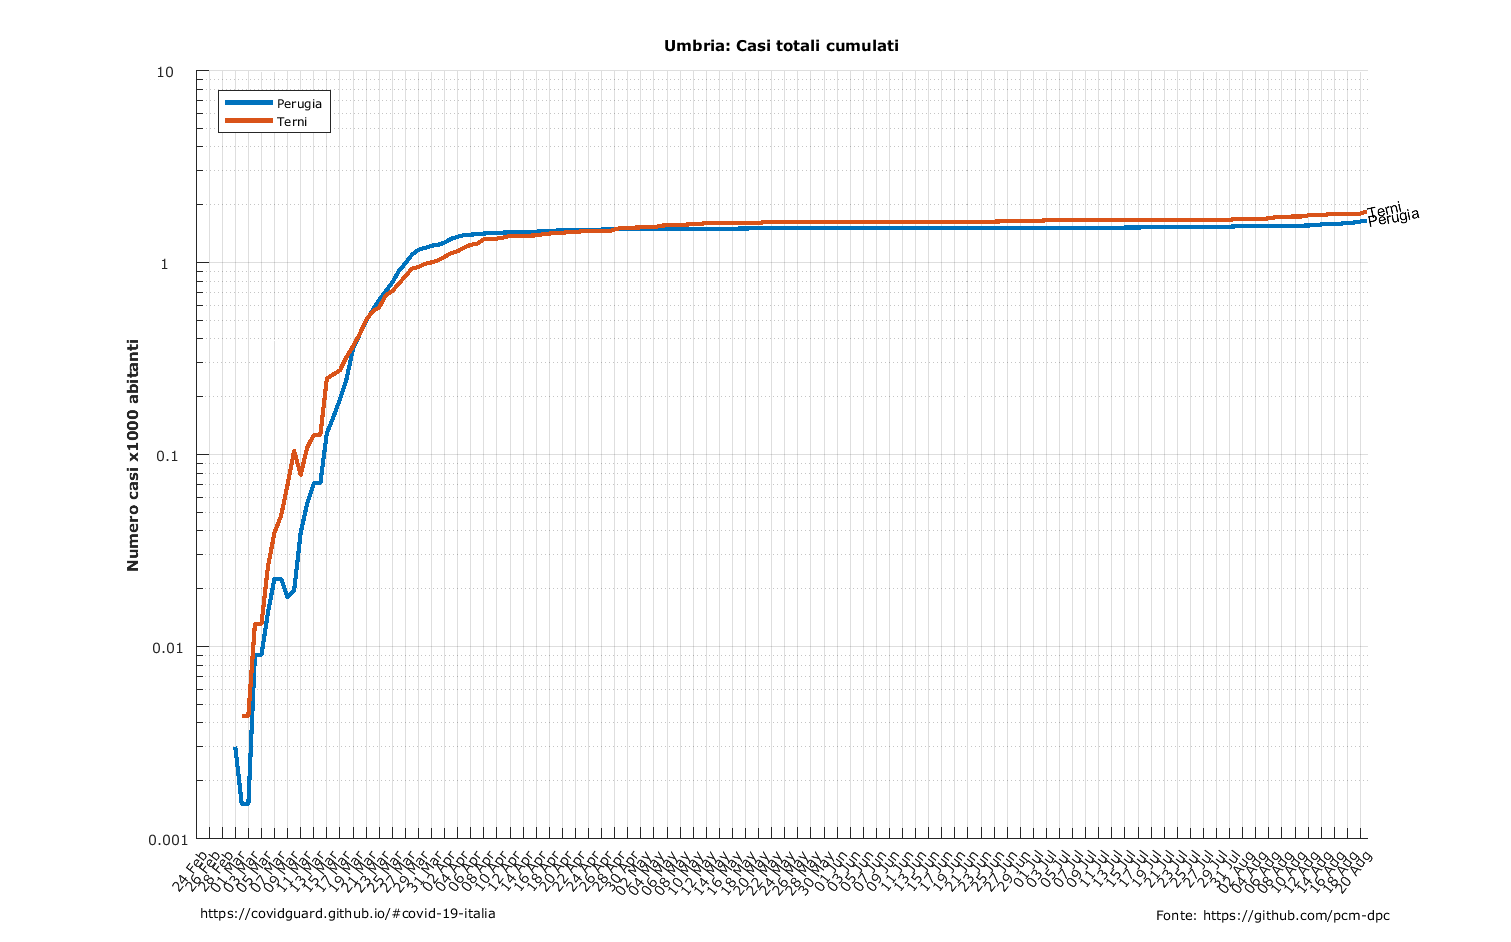 Umbria: Casi totali cumulati
10
Perugia
Terni
Terni
Perugia
1
Numero casi x1000 abitanti
0.1
0.01
0.001
24 Feb
26 Feb
28 Feb
01 Mar
03 Mar
05 Mar
07 Mar
09 Mar
11 Mar
13 Mar
15 Mar
17 Mar
19 Mar
21 Mar
23 Mar
25 Mar
27 Mar
29 Mar
31 Mar
02 Apr
04 Apr
06 Apr
08 Apr
10 Apr
12 Apr
14 Apr
16 Apr
18 Apr
20 Apr
22 Apr
24 Apr
26 Apr
28 Apr
30 Apr
02 May
04 May
06 May
08 May
10 May
12 May
14 May
16 May
18 May
20 May
22 May
24 May
26 May
28 May
30 May
01 Jun
03 Jun
05 Jun
07 Jun
09 Jun
11 Jun
13 Jun
15 Jun
17 Jun
19 Jun
21 Jun
23 Jun
25 Jun
27 Jun
29 Jun
01 Jul
03 Jul
05 Jul
07 Jul
09 Jul
11 Jul
13 Jul
15 Jul
17 Jul
19 Jul
21 Jul
23 Jul
25 Jul
27 Jul
29 Jul
31 Jul
02 Aug
04 Aug
06 Aug
08 Aug
10 Aug
12 Aug
14 Aug
16 Aug
18 Aug
20 Aug
https://covidguard.github.io/#covid-19-italia
Fonte: https://github.com/pcm-dpc